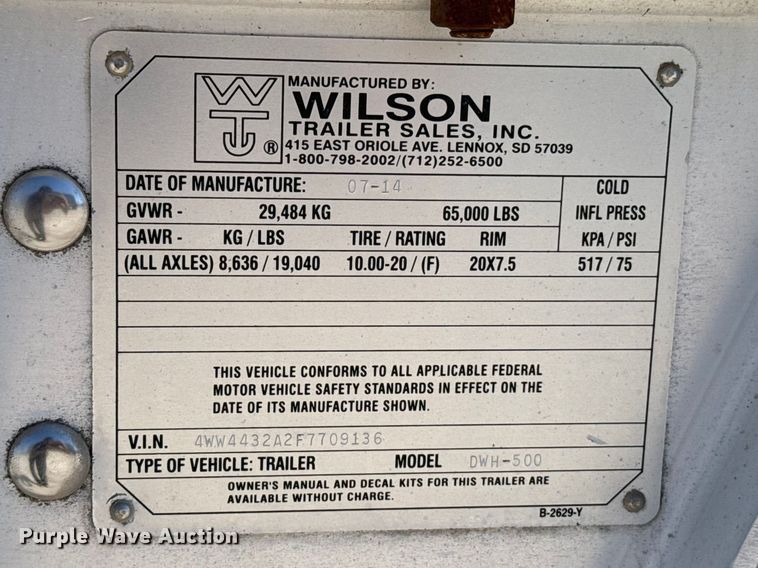 W
T
®
MANUFACTURED BY:
WILSON
TRAILER SALES, INC.
415 EAST ORIOLE AVE. LENNOX, SD 57039
1-800-798-2002/(712)252-6500
DATE OF MANUFACTURE: 07-14 COLD
GVWR - 29,484 KG 65,000 LBS INFL PRESS
GAWR - KG / LBS TIRE / RATING RIM KPA / PSI
(ALL AXLES) 8,636 / 19,040 10.00-20 / (F) 20X7.5 517 / 75
THIS VEHICLE CONFORMS TO ALL APPLICABLE FEDERAL
MOTOR VEHICLE SAFETY STANDARDS IN EFFECT ON THE
DATE OF ITS MANUFACTURE SHOWN.
V.I.N. 4WW4432A2F7709136
TYPE OF VEHICLE: TRAILER MODEL DWH-500
OWNER'S MANUAL AND DECAL KITS FOR THIS TRAILER ARE
AVAILABLE WITHOUT CHARGE.
B-2629-Y
Purple Wave Auction